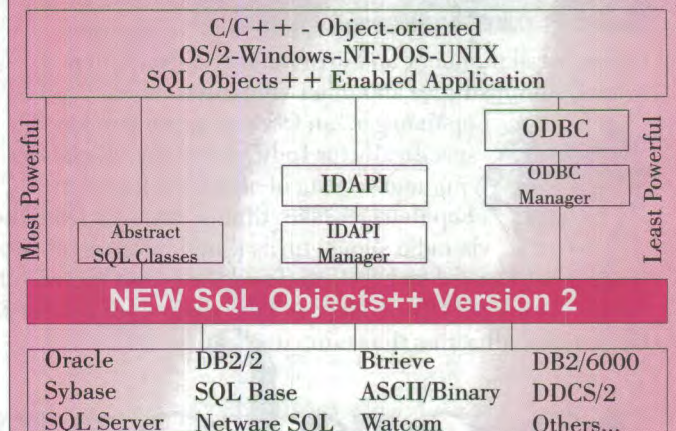 C/C++ - Object-oriented
OS/2-Windows-NT-DOS-UNIX
SQL Objects++ Enabled Application
Most Powerful
Least Powerful
ODBC
ODBC
Manager
IDAPI
IDAPI
Manager
Abstract
SQL Classes
NEW SQL Objects++ Version 2
Oracle DB2/2 Btrieve DB2/6000
Sybase SQL Base ASCII/Binary DDCS/2
SQL Server Netware SQL Watcom Others...